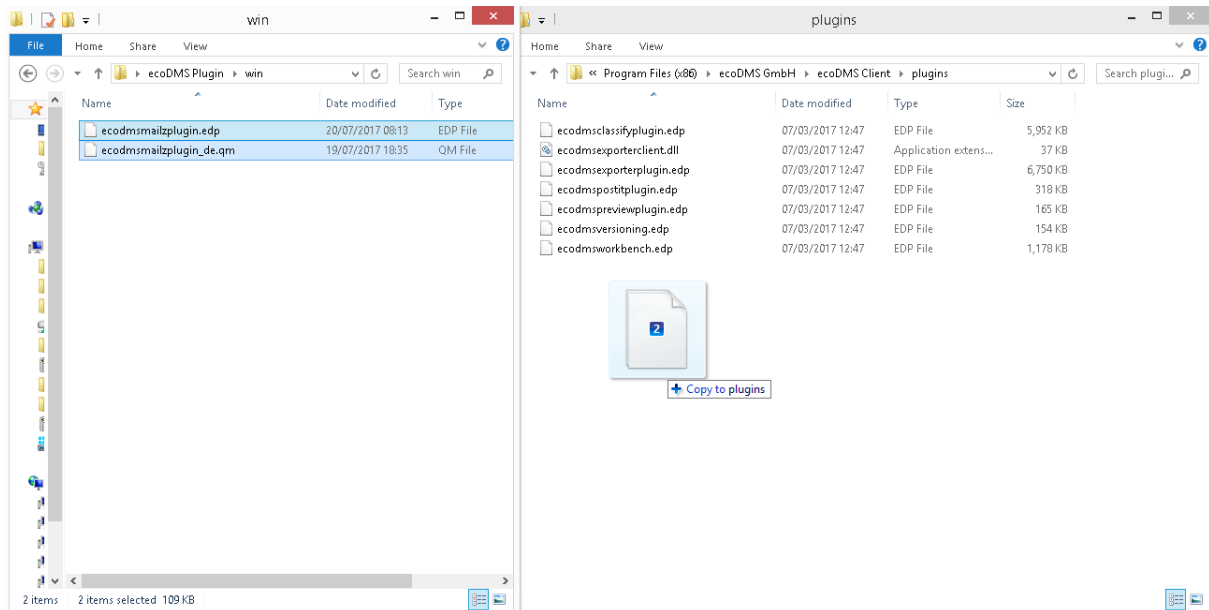 win
File Home Share View
ecoDMS Plugin win Search win
Name Date modified Type
ecodmsmailzplugin.edp 20/07/2017 08:13 EDP File
ecodmsmailzplugin_de.qm 19/07/2017 18:35 QM File
2 items 2 items selected 109 KB
plugins
Home Share View
« Program Files (x86) ecoDMS GmbH ecoDMS Client plugins Search plugi...
Name Date modified Type Size
ecodmsclassifyplugin.edp 07/03/2017 12:47 EDP File 5,952 KB
ecodmsexporterclient.dll 07/03/2017 12:47 Application extens... 37 KB
ecodmsexporterplugin.edp 07/03/2017 12:47 EDP File 6,750 KB
ecodmspostitplugin.edp 07/03/2017 12:47 EDP File 318 KB
ecodmspreviewplugin.edp 07/03/2017 12:47 EDP File 165 KB
ecodmsversioning.edp 07/03/2017 12:47 EDP File 154 KB
ecodmsworkbench.edp 07/03/2017 12:47 EDP File 1,178 KB
2
Copy to plugins